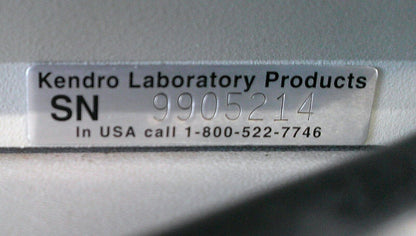 Kendro Laboratory Products
SN 9905214
In USA call 1-800-522-7746